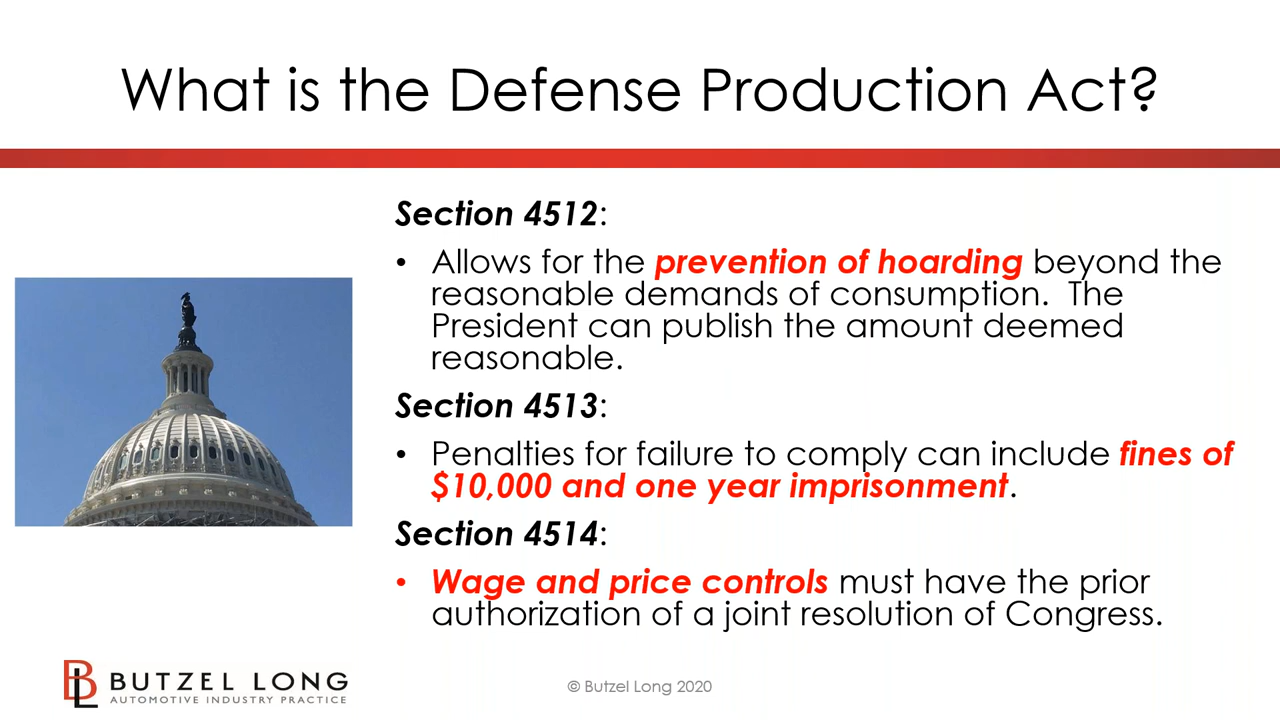 What is the Defense Production Act?
Section 4512:
• Allows for the prevention of hoarding beyond the
reasonable demands of consumption.  The
President can publish the amount deemed
reasonable.
Section 4513:
• Penalties for failure to comply can include fines of
$10,000 and one year imprisonment.
Section 4514:
• Wage and price controls must have the prior
authorization of a joint resolution of Congress.
BL BUTZEL LONG
AUTOMOTIVE INDUSTRY PRACTICE
© Butzel Long 2020